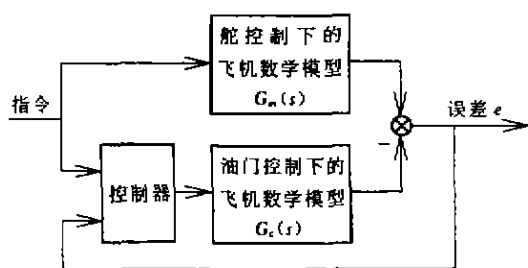 舵控制下的
飞机数学模型
Gm(s)
指令
误差 e
−
控制器
油门控制下的
飞机数学模型
Gc(s)